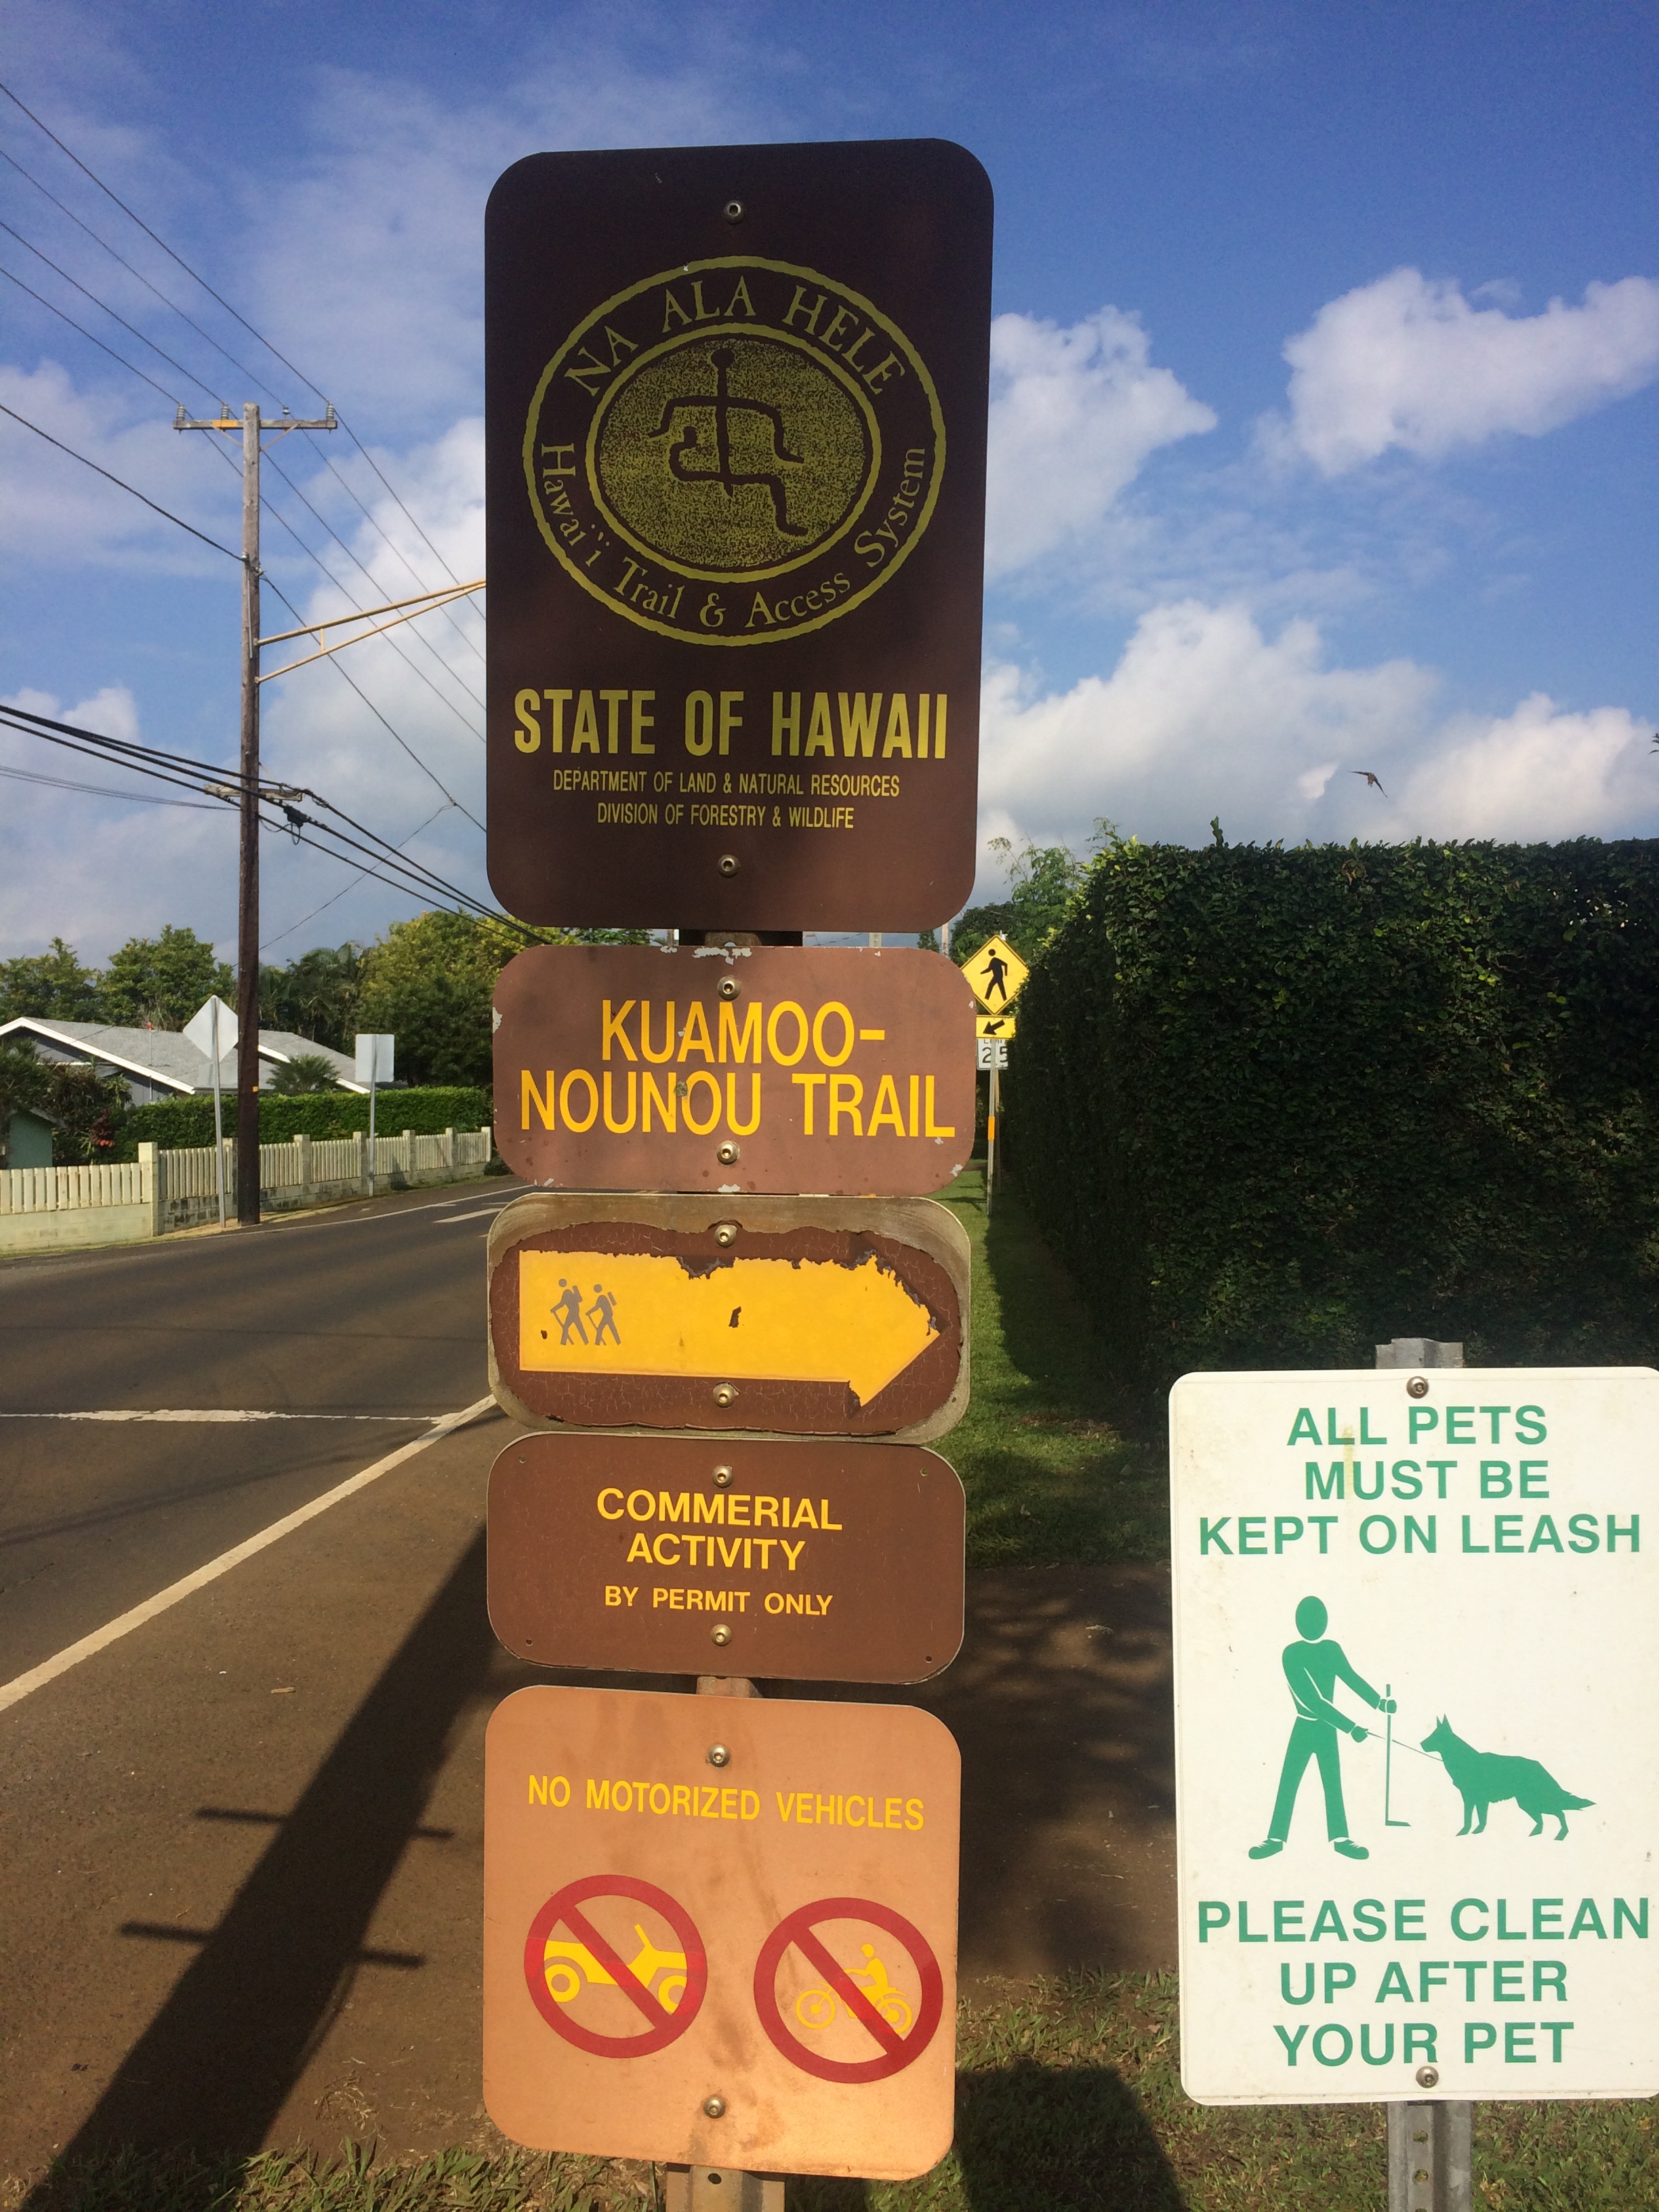 NA ALA HELE
Hawai'i Trail & Access System
STATE OF HAWAII
DEPARTMENT OF LAND & NATURAL RESOURCES
DIVISION OF FORESTRY & WILDLIFE
KUAMOO-
NOUNOU TRAIL
COMMERIAL
ACTIVITY
BY PERMIT ONLY
NO MOTORIZED VEHICLES
25
ALL PETS
MUST BE
KEPT ON LEASH
PLEASE CLEAN
UP AFTER
YOUR PET